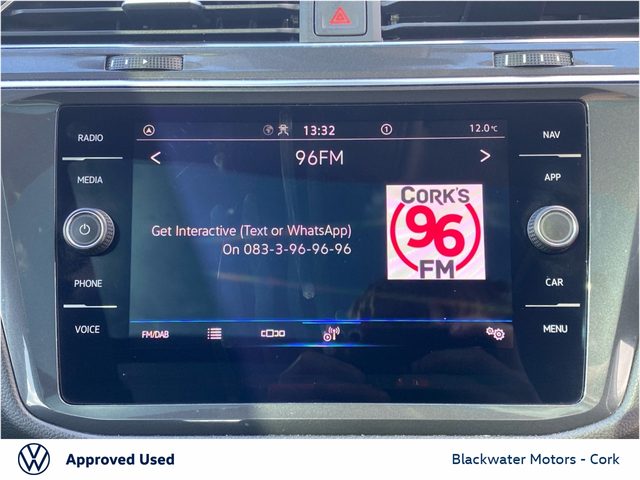 RADIO
MEDIA
PHONE
VOICE
13:32
1
12.0°C
96FM
Get Interactive (Text or WhatsApp)
On 083-3-96-96-96
CORK'S
96
FM
FM/DAB
NAV
APP
CAR
MENU
Approved Used
Blackwater Motors - Cork